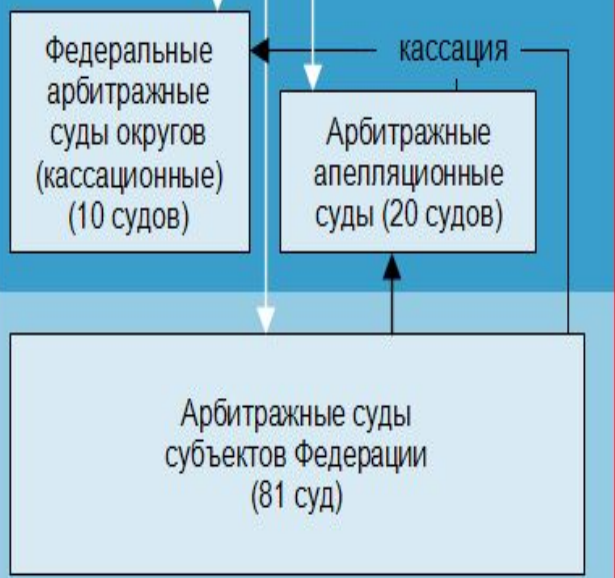 Федеральные
арбитражные
суды округов
(кассационные)
(10 судов)
кассация
Арбитражные
апелляционные
суды (20 судов)
Арбитражные суды
субъектов Федерации
(81 суд)